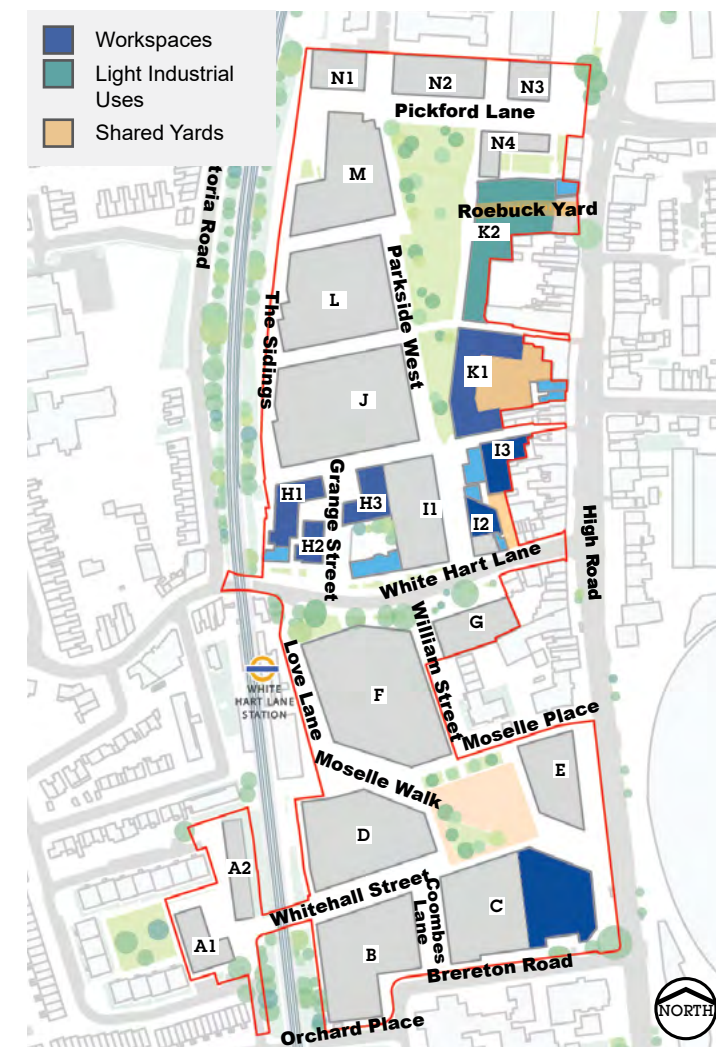 Workspaces
Light Industrial
Uses
Shared Yards
N1
N2
N3
Pickford Lane
N4
M
toria Road
Roebuck Yard
K2
Parkside West
L
The Sidings
K1
J
I3
H1
Grange Street
H3
I1
I2
H2
High Road
White Hart Lane
G
William Street
Love Lane
WHITE
HART LANE
STATION
F
Moselle Place
E
Moselle Walk
D
A2
Whitehall Street
Coombes
Lane
C
A1
B
Brereton Road
NORTH
Orchard Place